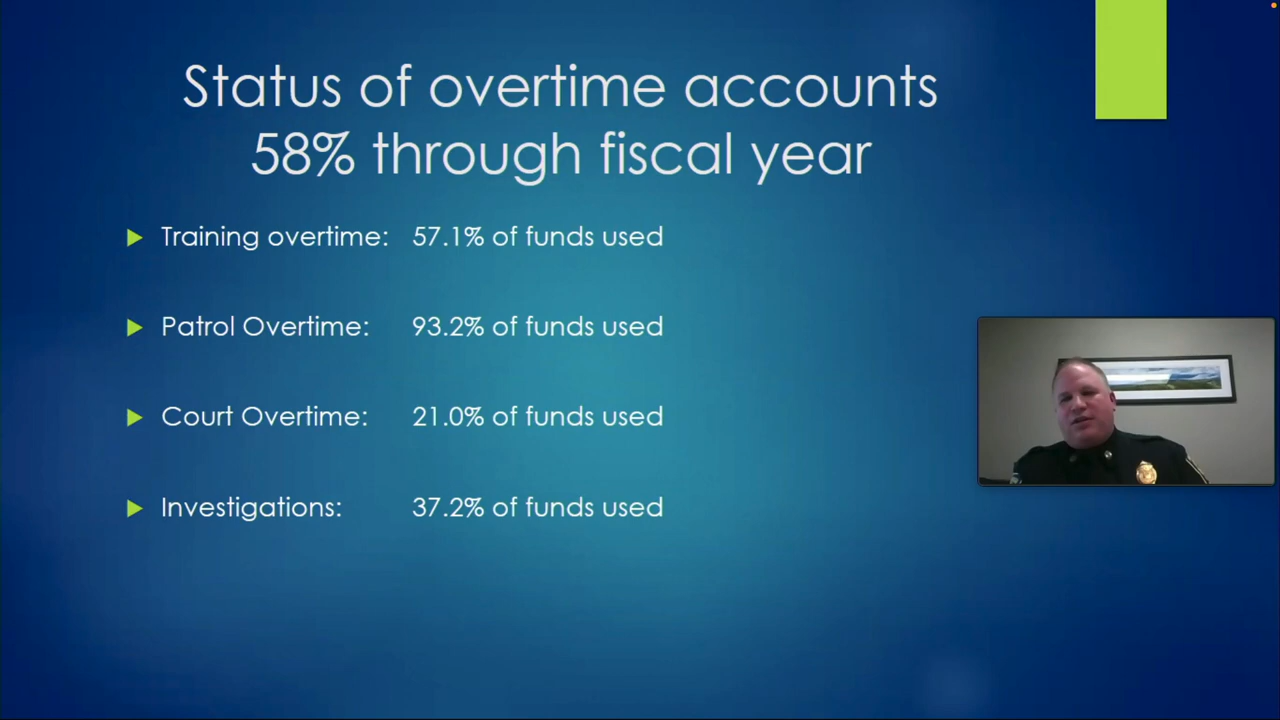 Status of overtime accounts
58% through fiscal year
Training overtime: 57.1% of funds used
Patrol Overtime: 93.2% of funds used
Court Overtime: 21.0% of funds used
Investigations: 37.2% of funds used